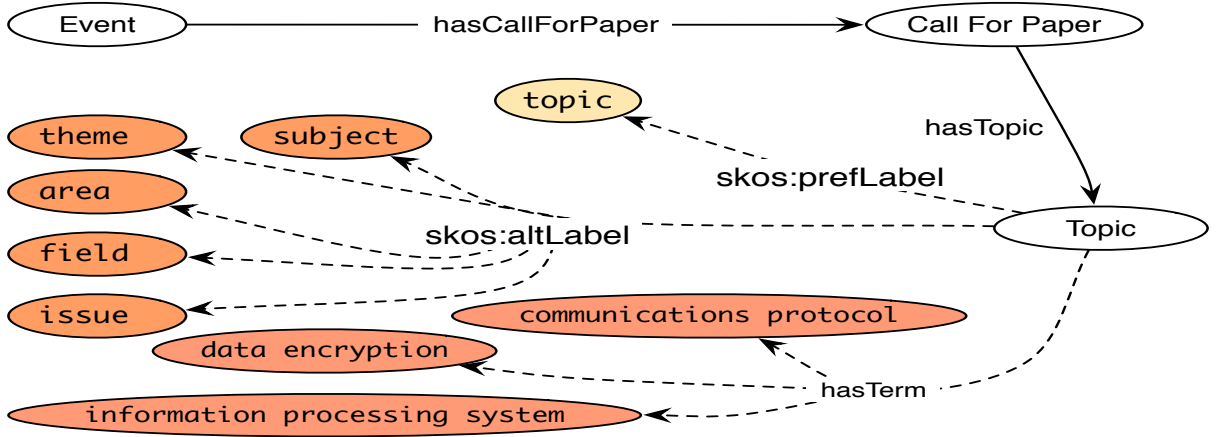 Event
hasCallForPaper
Call For Paper
topic
theme
subject
hasTopic
skos:prefLabel
area
Topic
skos:altLabel
field
issue
communications protocol
data encryption
hasTerm
information processing system